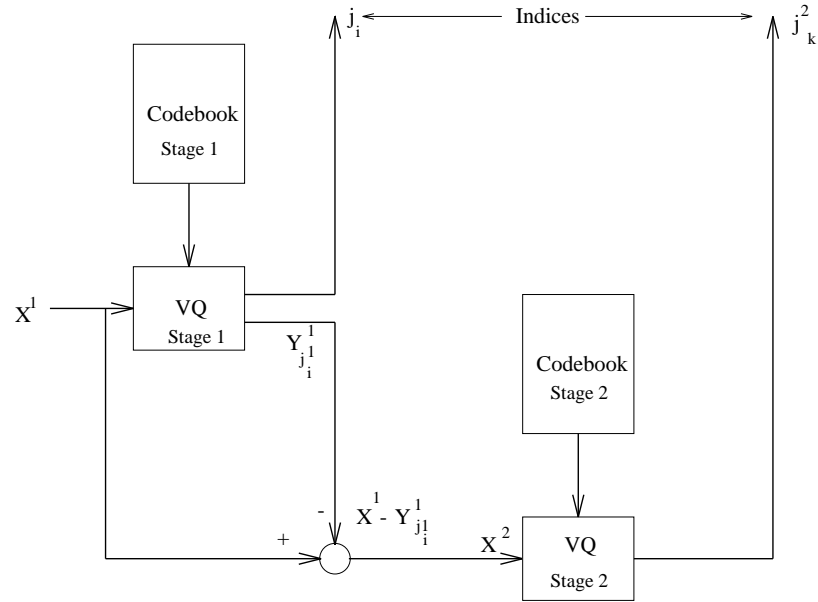 j_i Indices j^2_k
Codebook
Stage 1
X^1
VQ
Stage 1
Y^1_{j^1_i}
Codebook
Stage 2
-
+
X^1 - Y^1_{j^1_i}
X^2
VQ
Stage 2